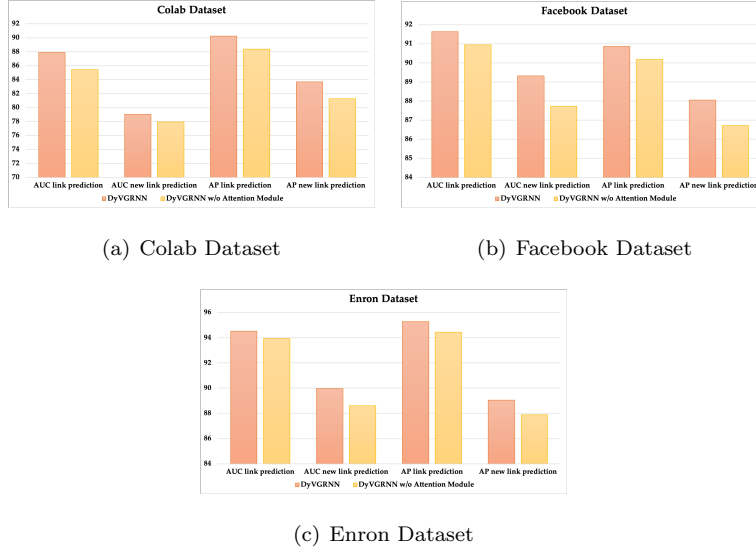 Colab Dataset
92
90
88
86
84
82
80
78
76
74
72
70
AUC link prediction AUC new link prediction AP link prediction AP new link prediction
DyVGRNN DyVGRNN w/o Attention Module
(a) Colab Dataset
Facebook Dataset
92
91
90
89
88
87
86
85
84
AUC link prediction AUC new link prediction AP link prediction AP new link prediction
DyVGRNN DyVGRNN w/o Attention Module
(b) Facebook Dataset
Enron Dataset
96
94
92
90
88
86
84
AUC link prediction AUC new link prediction AP link prediction AP new link prediction
DyVGRNN DyVGRNN w/o Attention Module
(c) Enron Dataset